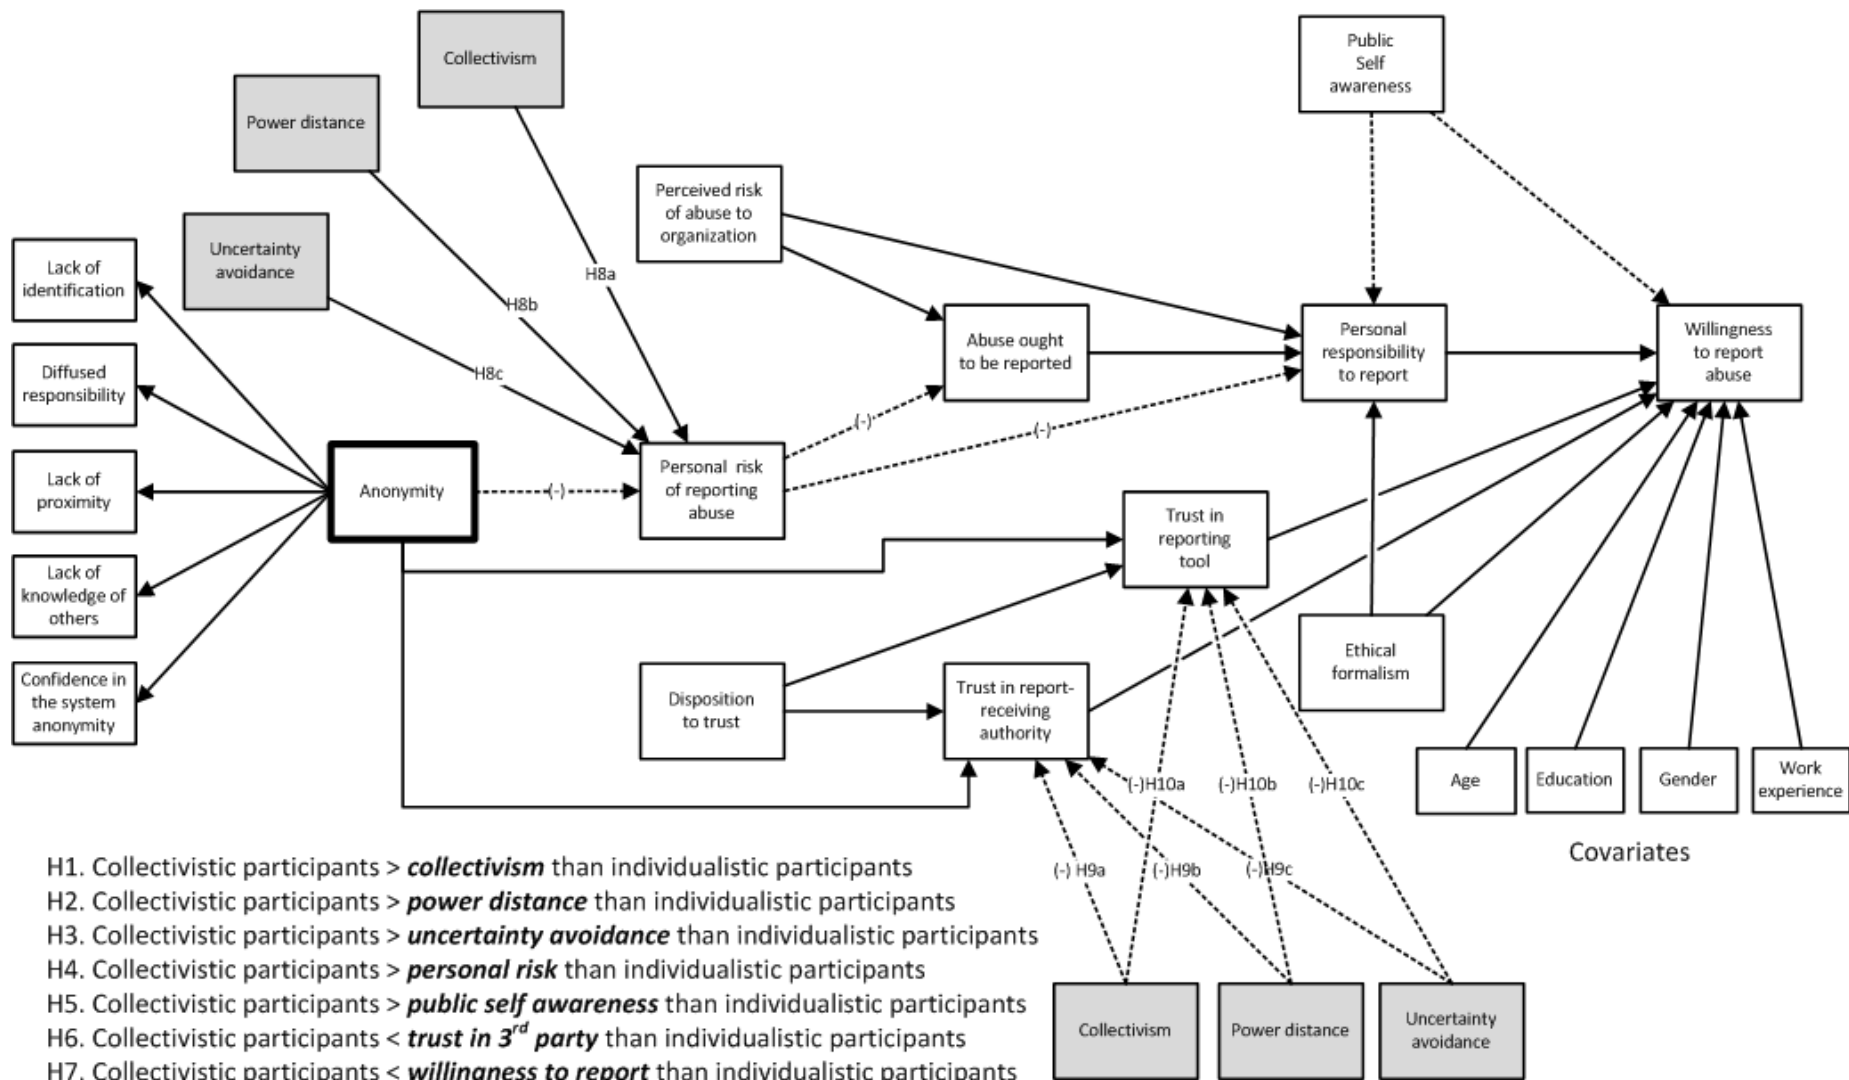 Collectivism
Public
Self
awareness
Power distance
Perceived risk
of abuse to
organization
Uncertainty
avoidance
Lack of
identification
H8a
H8b
H8c
Abuse ought
to be reported
Personal
responsibility
to report
Willingness
to report
abuse
Diffused
responsibility
(-)
(-)
Lack of
proximity
Anonymity
(-)
Personal risk
of reporting
abuse
Trust in
reporting
tool
Lack of
knowledge of
others
Ethical
formalism
Confidence in
the system
anonymity
Disposition
to trust
Trust in report-
receiving
authority
(-)H10a
(-)H10b
(-)H10c
Age
Education
Gender
Work
experience
Covariates
(-) H9a
(-)H9b
(-)H9c
H1. Collectivistic participants > collectivism than individualistic participants
H2. Collectivistic participants > power distance than individualistic participants
H3. Collectivistic participants > uncertainty avoidance than individualistic participants
H4. Collectivistic participants > personal risk than individualistic participants
H5. Collectivistic participants > public self awareness than individualistic participants
H6. Collectivistic participants < trust in 3rd party than individualistic participants
H7. Collectivistic participants < willingness to report than individualistic participants
Collectivism
Power distance
Uncertainty
avoidance